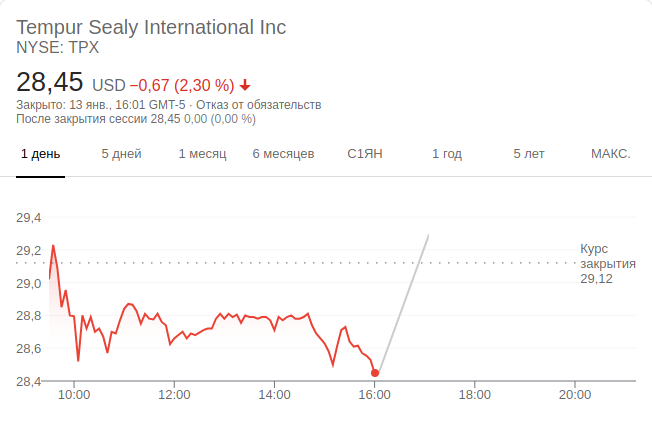 Tempur Sealy International Inc
NYSE: TPX
28,45 USD −0,67 (2,30 %)
Закрыто: 13 янв., 16:01 GMT-5 · Отказ от обязательств
После закрытия сессии 28,45 0,00 (0,00 %)
1 день 5 дней 1 месяц 6 месяцев С1ЯН 1 год 5 лет МАКС.
29,4
29,2
29,0
28,8
28,6
28,4
Курс
закрытия
29,12
10:00 12:00 14:00 16:00 18:00 20:00